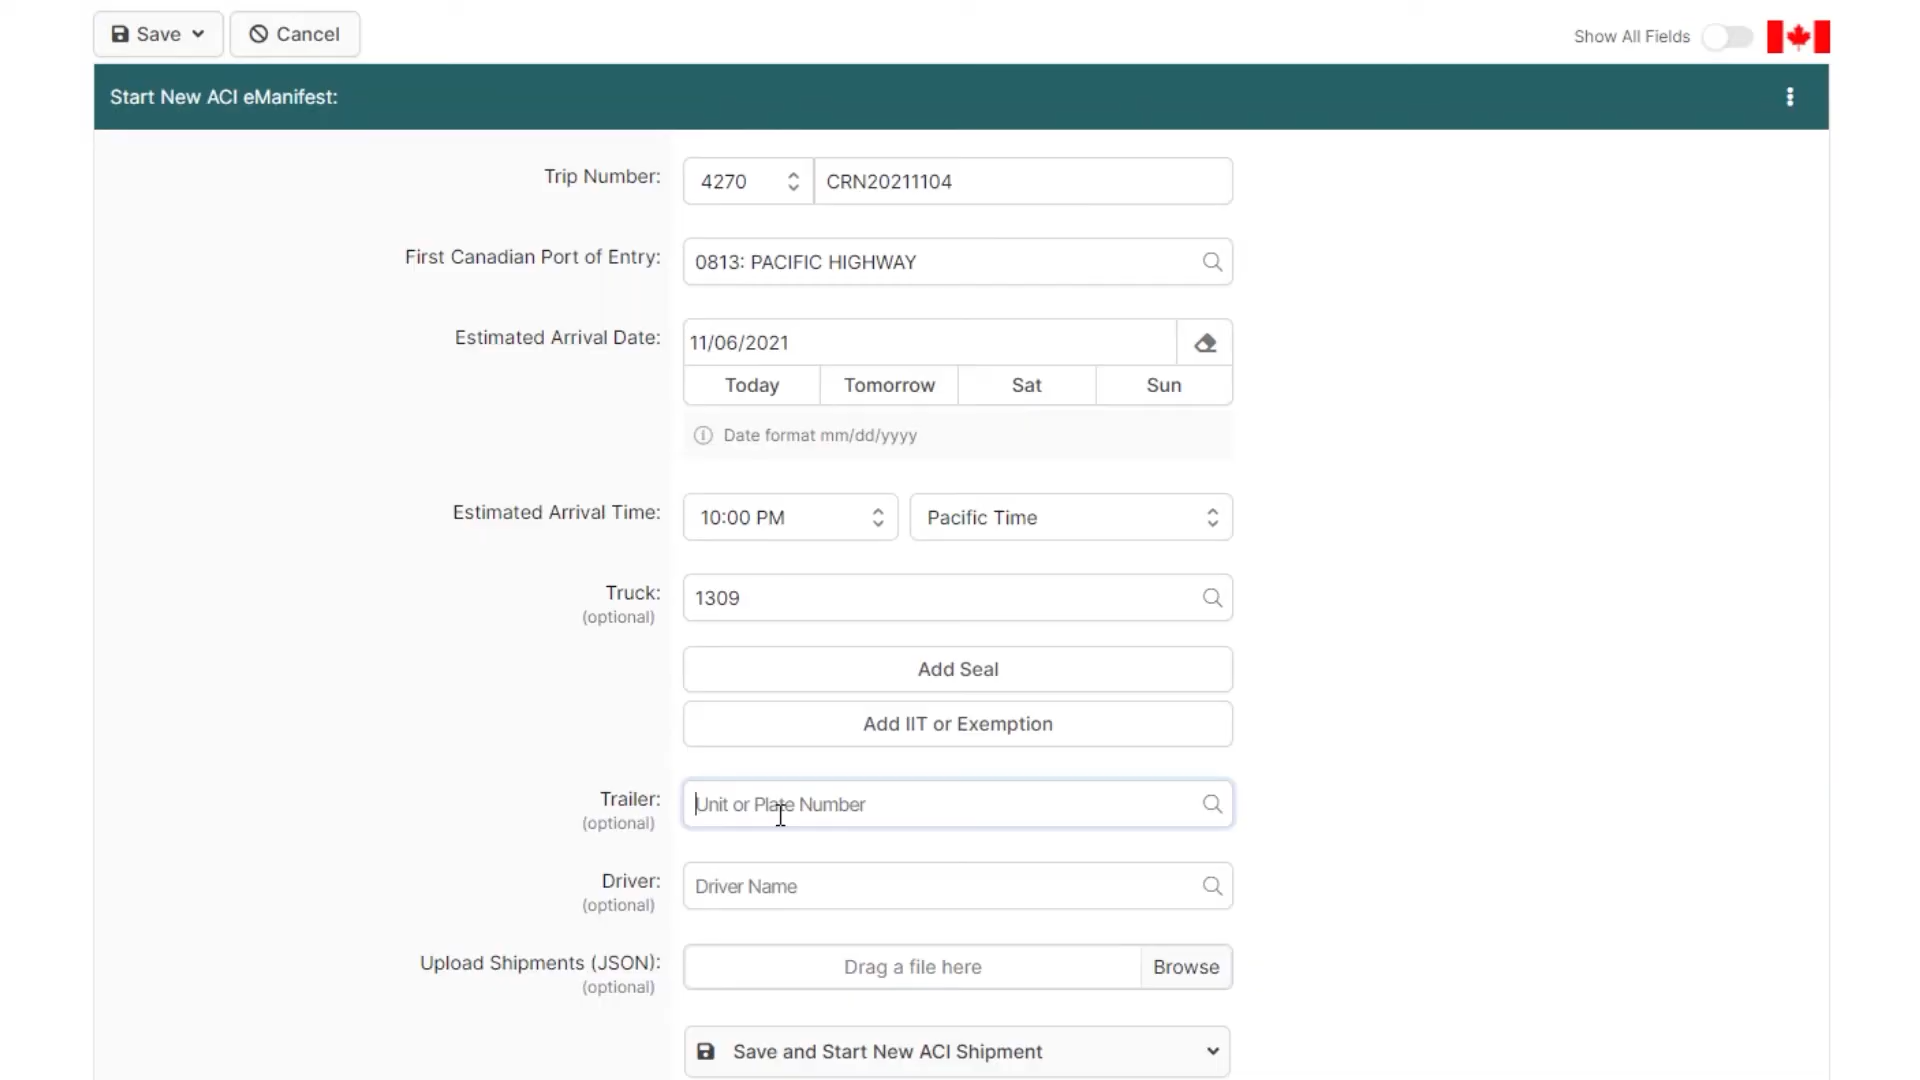 Save
Cancel
Show All Fields
Start New ACI eManifest:
Trip Number:
4270
CRN20211104
First Canadian Port of Entry:
0813: PACIFIC HIGHWAY
Estimated Arrival Date:
11/06/2021
Today
Tomorrow
Sat
Sun
Date format mm/dd/yyyy
Estimated Arrival Time:
10:00 PM
Pacific Time
Truck:
(optional)
1309
Add Seal
Add IIT or Exemption
Trailer:
(optional)
Unit or Plate Number
Driver:
(optional)
Driver Name
Upload Shipments (JSON):
(optional)
Drag a file here
Browse
Save and Start New ACI Shipment